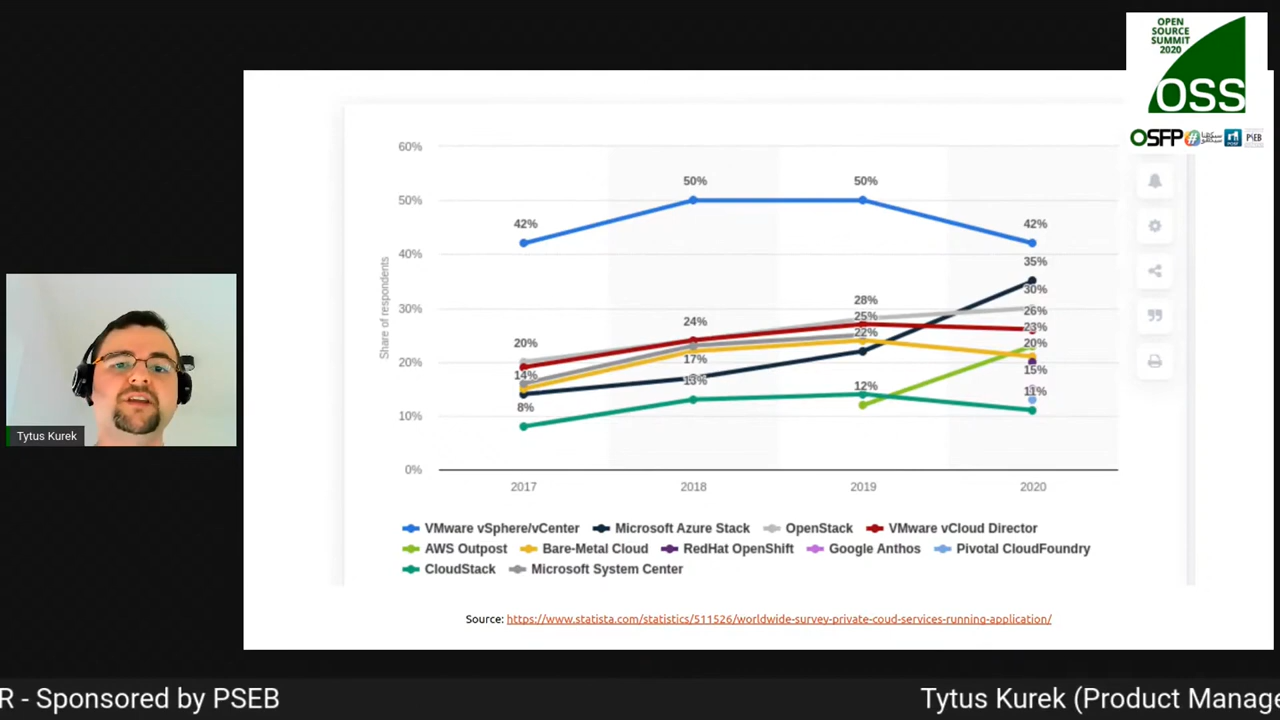 OPEN
SOURCE
SUMMIT
2020
OSS
OSFP
PSEB
60%
50%
40%
30%
20%
10%
0%
Share of respondents
42%
50%
50%
42%
35%
30%
28%
25%
22%
26%
23%
20%
24%
20%
17%
13%
14%
8%
12%
15%
11%
2017
2018
2019
2020
VMware vSphere/vCenter
Microsoft Azure Stack
OpenStack
VMware vCloud Director
AWS Outpost
Bare-Metal Cloud
RedHat OpenShift
Google Anthos
Pivotal CloudFoundry
CloudStack
Microsoft System Center
Source: https://www.statista.com/statistics/511526/worldwide-survey-private-coud-services-running-application/
Tytus Kurek
R - Sponsored by PSEB
Tytus Kurek (Product Manage